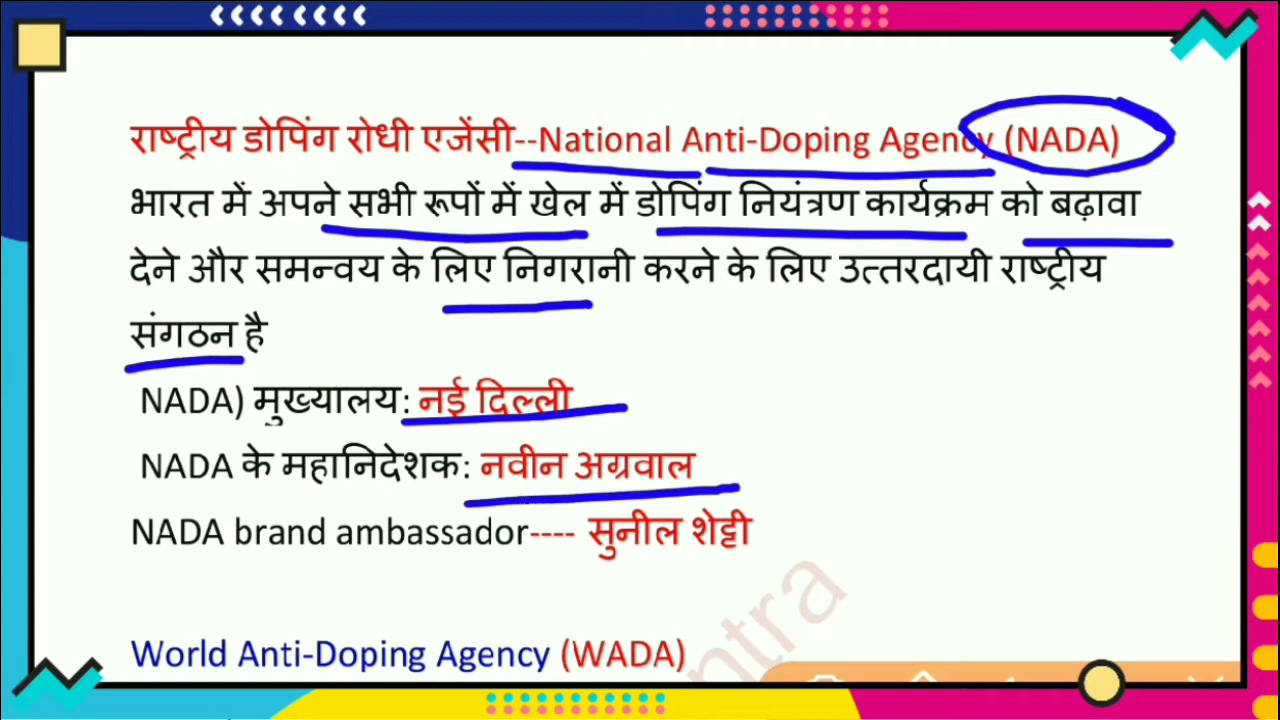 राष्ट्रीय डोपिंग रोधी एजेंसी--National Anti-Doping Agency (NADA)
भारत में अपने सभी रूपों में खेल में डोपिंग नियंत्रण कार्यक्रम को बढ़ावा
देने और समन्वय के लिए निगरानी करने के लिए उत्तरदायी राष्ट्रीय
संगठन है
NADA) मुख्यालय: नई दिल्ली
NADA के महानिदेशक: नवीन अग्रवाल
NADA brand ambassador---- सुनील शेट्टी
World Anti-Doping Agency (WADA)